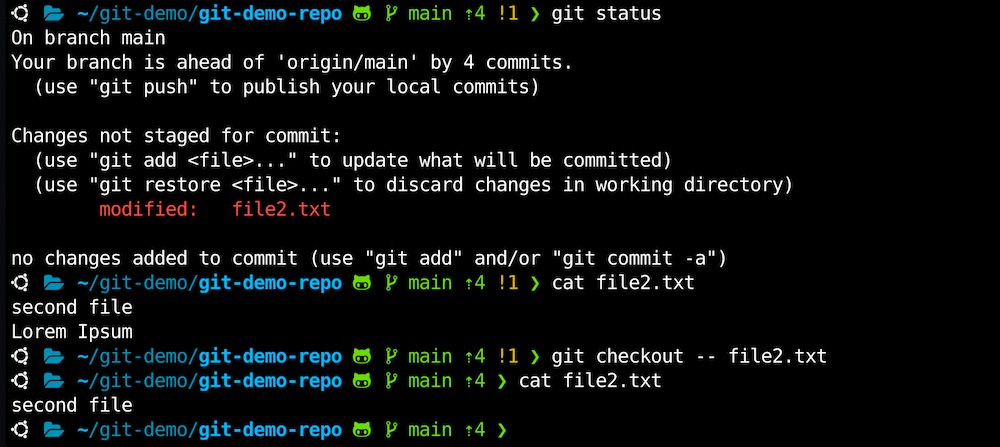 ~/git-demo/git-demo-repo main ⇡4 !1 ❯ git status
On branch main
Your branch is ahead of 'origin/main' by 4 commits.
  (use "git push" to publish your local commits)

Changes not staged for commit:
  (use "git add <file>..." to update what will be committed)
  (use "git restore <file>..." to discard changes in working directory)
        modified:   file2.txt

no changes added to commit (use "git add" and/or "git commit -a")
~/git-demo/git-demo-repo main ⇡4 !1 ❯ cat file2.txt
second file
Lorem Ipsum
~/git-demo/git-demo-repo main ⇡4 !1 ❯ git checkout -- file2.txt
~/git-demo/git-demo-repo main ⇡4 ❯ cat file2.txt
second file
~/git-demo/git-demo-repo main ⇡4 ❯